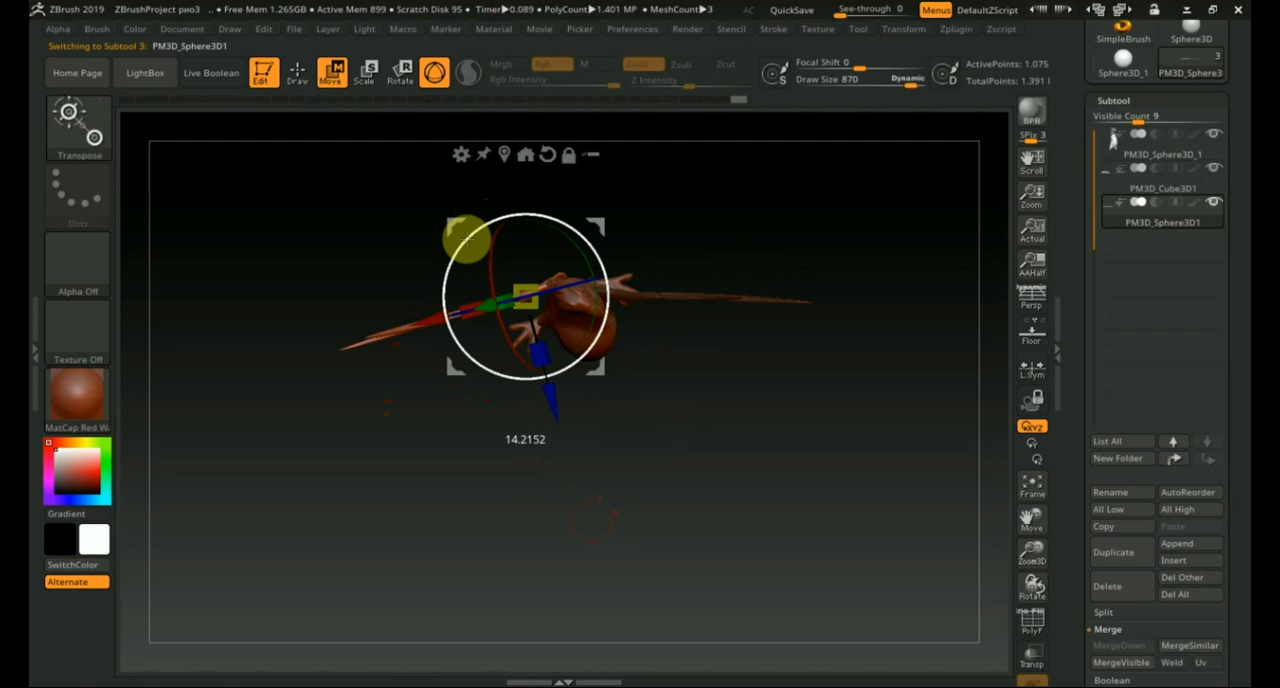 ZBrush 2019
ZBrushProject рио3 .. • Free Mem 1.265GB • Active Mem 899 • Scratch Disk 95 • Timer▶0.089 • PolyCount▶1.401 MP • MeshCount▶3
AC QuickSave See-through 0 Menus DefaultZScript
Alpha Brush Color Document Draw Edit File Layer Light Macro Marker Material Movie Picker Preferences Render Stencil Stroke Texture Tool Transform Zplugin Zscript
Switching to Subtool 3: PM3D_Sphere3D1
Home Page LightBox Live Boolean Edit Draw Move Scale Rotate
Mrgb Rgb M Zadd Zsub Zcut
Rgb Intensity Z Intensity
Focal Shift 0
Draw Size 870 Dynamic
S D
ActivePoints: 1.075
TotalPoints: 1.391
SimpleBrush Sphere3D
Sphere3D_1 PM3D_Sphere3
3
Transpose
Dots
Alpha Off
Texture Off
MatCap Red W
Gradient
SwitchColor
Alternate
14.2152
BPR
SPix 3
Scroll
Zoom
Actual
AAHalf
Dynamic
Persp
Floor
L.Sym
XYZ
Frame
Move
Zoom3D
Rotate
PolyF
Transp
Subtool
Visible Count 9
PM3D_Sphere3D_1
PM3D_Cube3D1
PM3D_Sphere3D1
List All
New Folder
Rename AutoReorder
All Low All High
Copy Paste
Duplicate Append
Insert
Delete Del Other
Del All
Split
Merge
MergeDown MergeSimilar
MergeVisible Weld Uv
Boolean